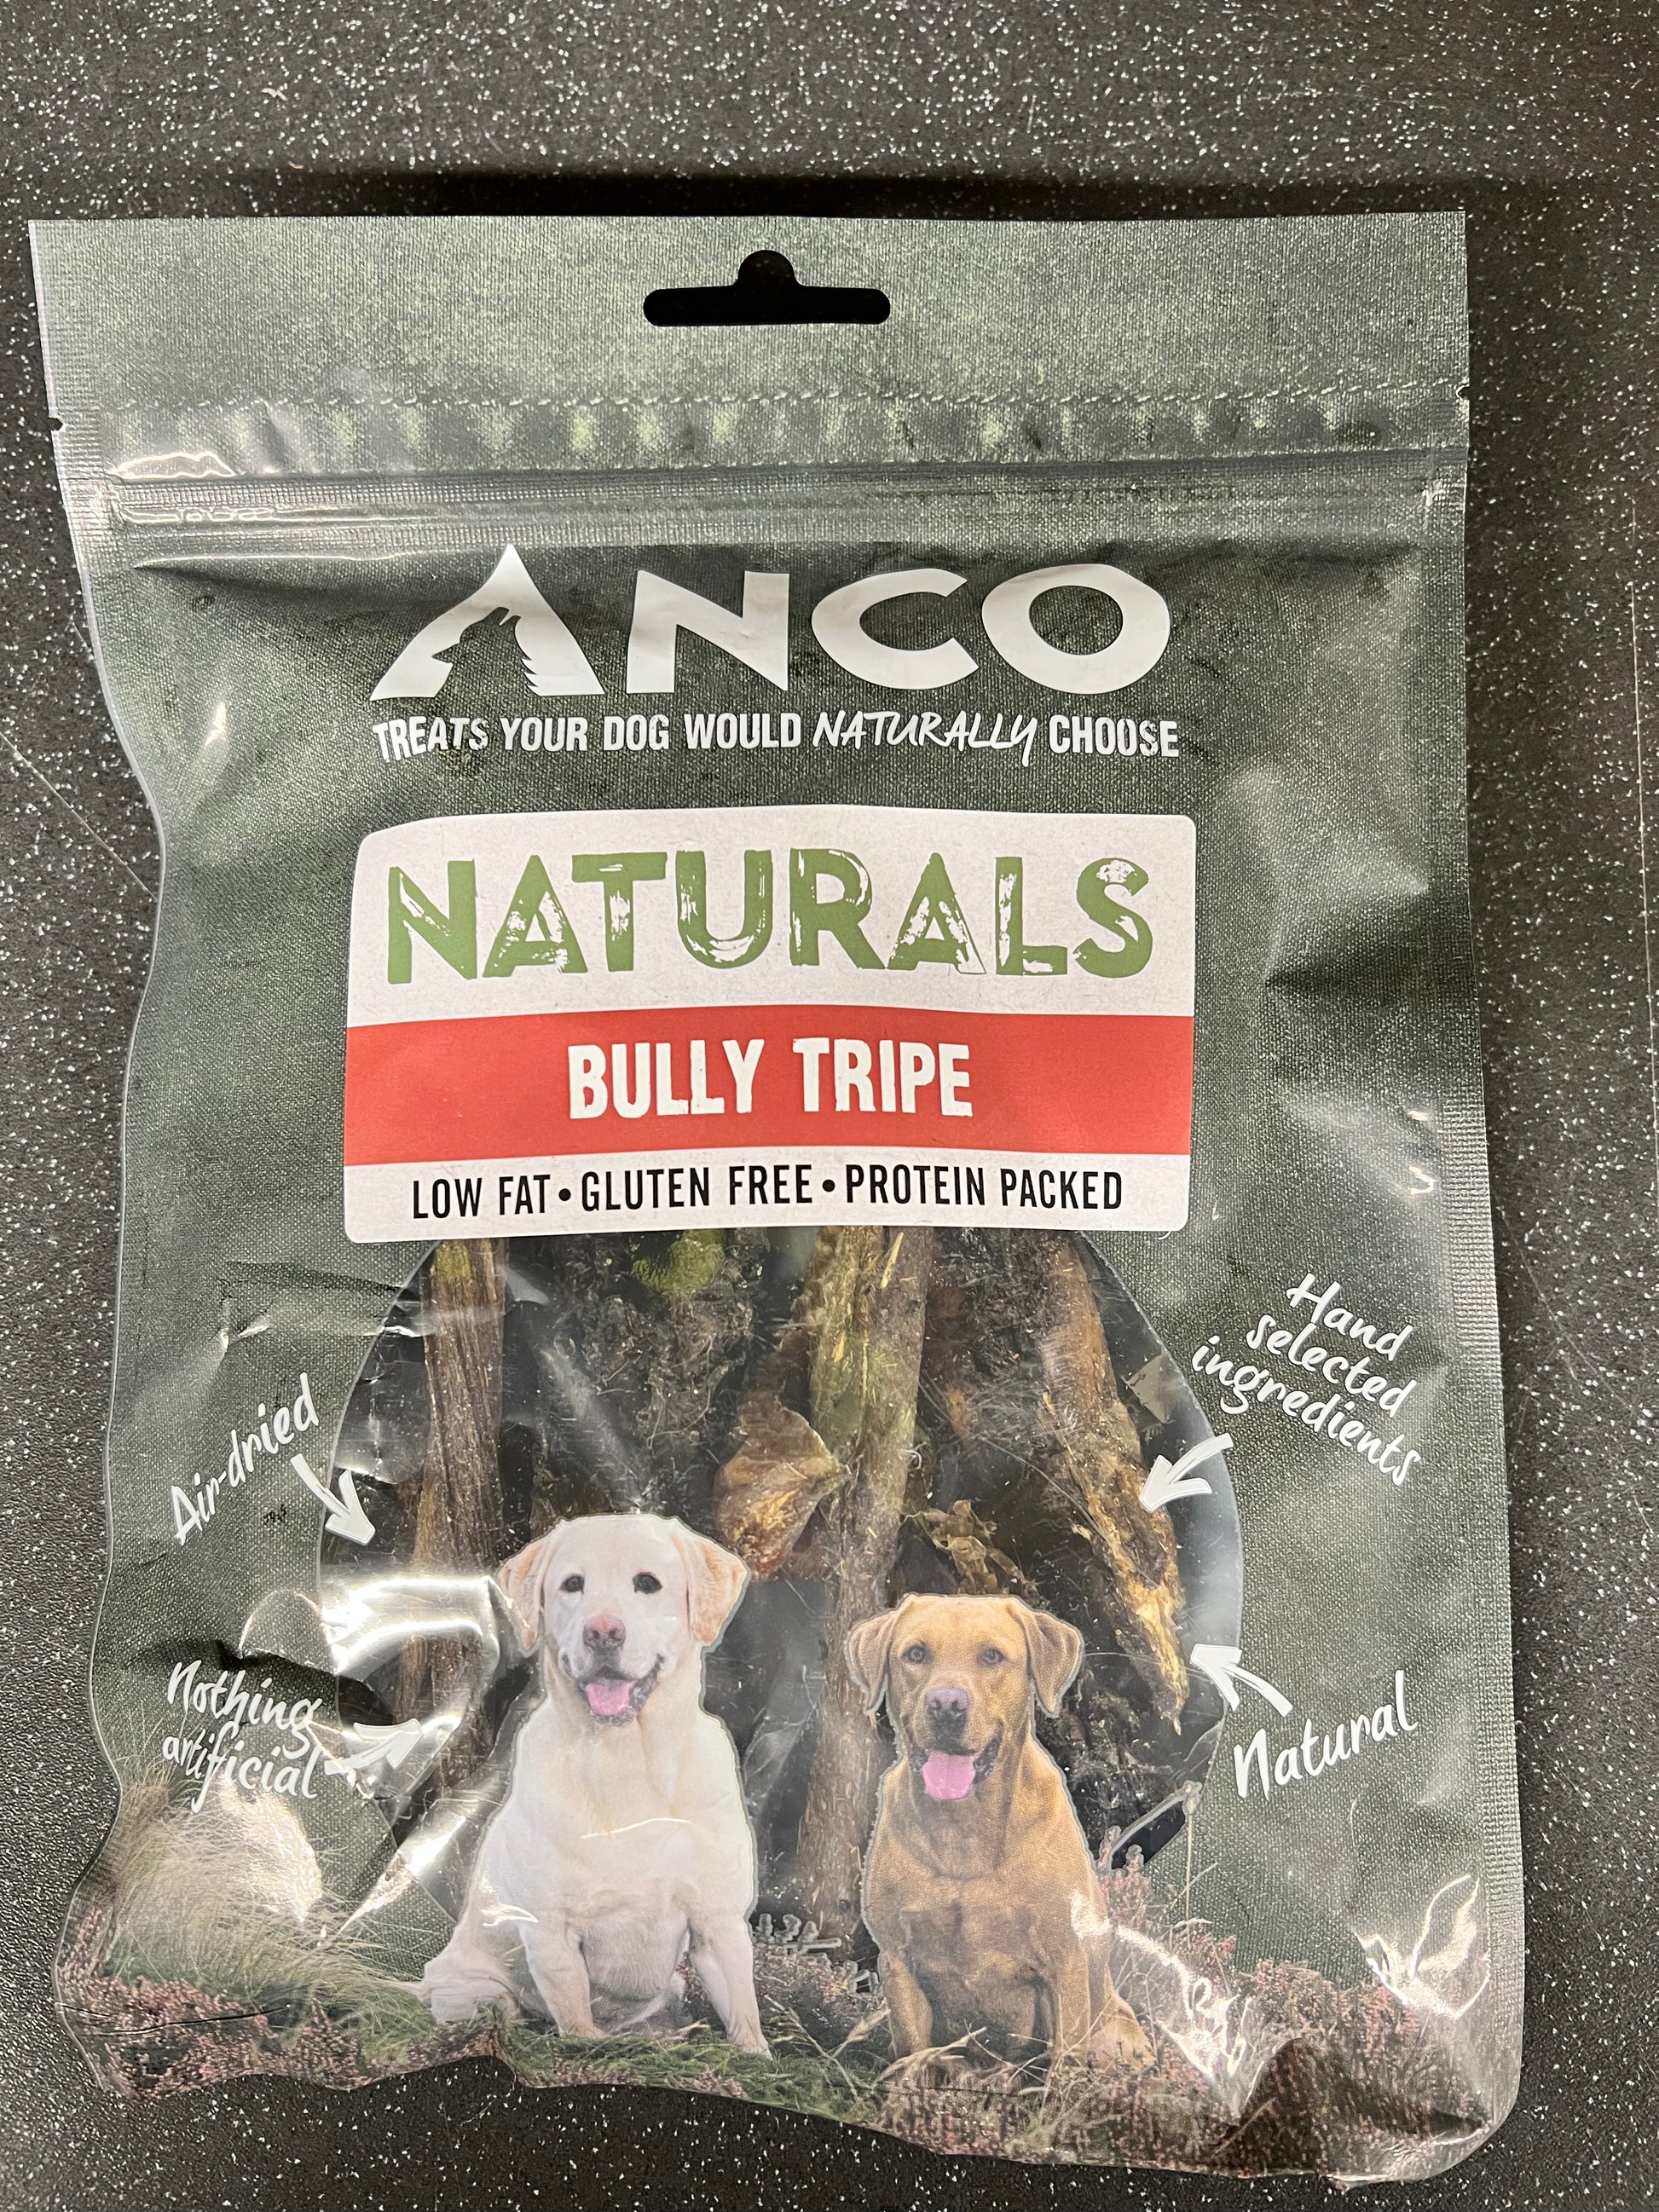 ANCO
TREATS YOUR DOG WOULD NATURALLY CHOOSE
NATURALS
BULLY TRIPE
LOW FAT • GLUTEN FREE • PROTEIN PACKED
Hand
selected
ingredients
Air-dried
Nothing
artificial
Natural